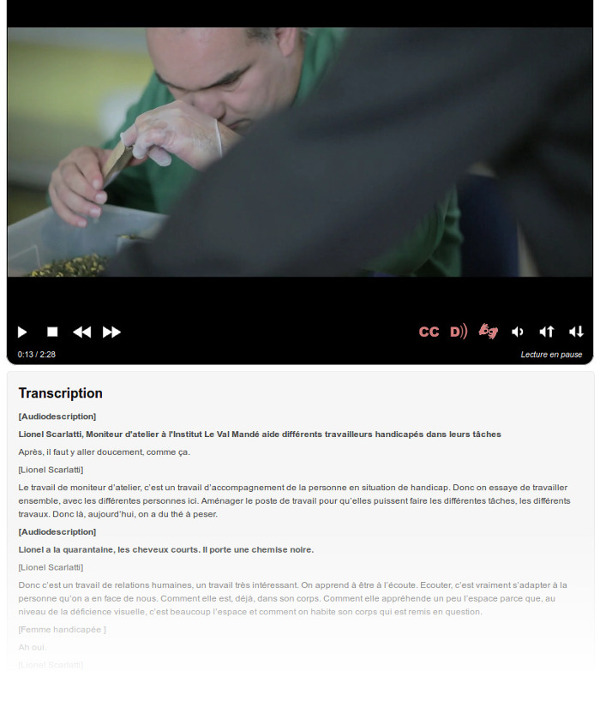 CC D))
0:13 / 2:28 Lecture en pause
Transcription
[Audiodescription]
Lionel Scarlatti, Moniteur d'atelier à l'Institut Le Val Mandé aide différents travailleurs handicapés dans leurs tâches
Après, il faut y aller doucement, comme ça.
[Lionel Scarlatti]
Le travail de moniteur d'atelier, c'est un travail d'accompagnement de la personne en situation de handicap. Donc on essaye de travailler
ensemble, avec les différentes personnes ici. Aménager le poste de travail pour qu'elles puissent faire les différentes tâches, les différents
travaux. Donc là, aujourd'hui, on a du thé à peser.
[Audiodescription]
Lionel a la quarantaine, les cheveux courts. Il porte une chemise noire.
[Lionel Scarlatti]
Donc c'est un travail de relations humaines, un travail très intéressant. On apprend à être à l'écoute. Ecouter, c'est vraiment s'adapter à la
personne qu'on a en face de nous. Comment elle est, déjà, dans son corps. Comment elle appréhende un peu l'espace parce que, au
niveau de la déficience visuelle, c'est beaucoup l'espace et comment on habite son corps qui est remis en question.
[Femme handicapée ]
Ah oui
[Lionel Scarlatti]